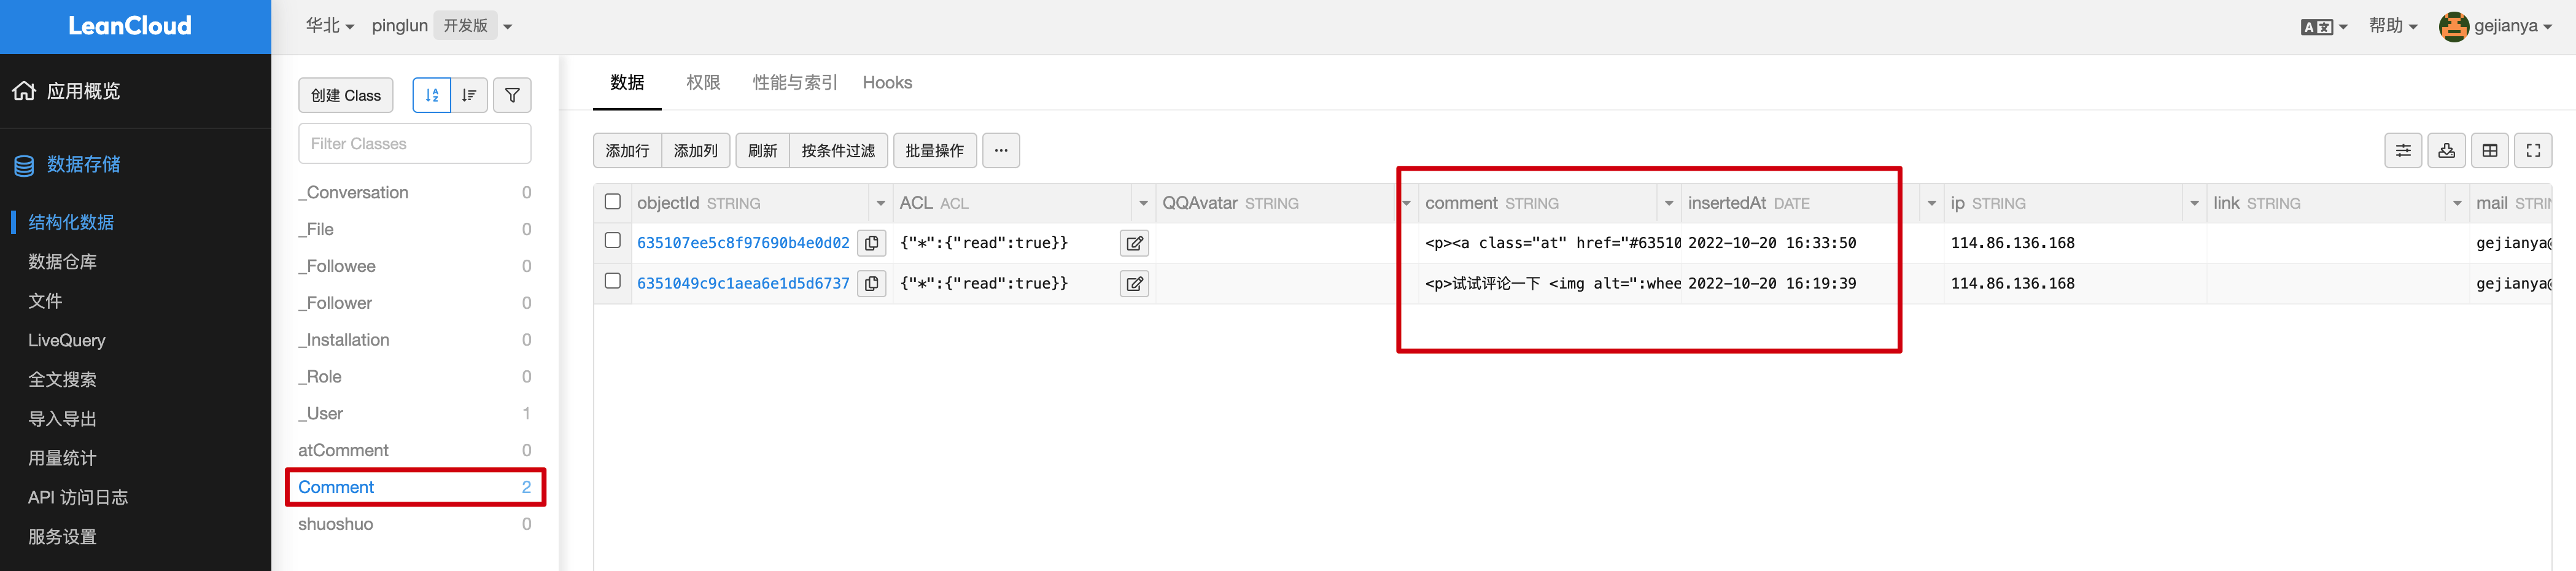 LeanCloud
华北
pinglun 开发版
帮助
gejianya
应用概览
数据存储
结构化数据
数据仓库
文件
LiveQuery
全文搜索
导入导出
用量统计
API 访问日志
服务设置
创建 Class
Filter Classes
_Conversation 0
_File 0
_Followee 0
_Follower 0
_Installation 0
_Role 0
_User 1
atComment 0
Comment 2
shuoshuo 0
数据 权限 性能与索引 Hooks
添加行 添加列 刷新 按条件过滤 批量操作 ···
objectId STRING ACL ACL QQAvatar STRING comment STRING insertedAt DATE ip STRING link STRING mail STRIN
635107ee5c8f97690b4e0d02 {"*":{"read":true}} <p><a class="at" href="#63510 2022-10-20 16:33:50 114.86.136.168 gejianya@
6351049c9c1aea6e1d5d6737 {"*":{"read":true}} <p>试试评论一下 <img alt=":whee 2022-10-20 16:19:39 114.86.136.168 gejianya@